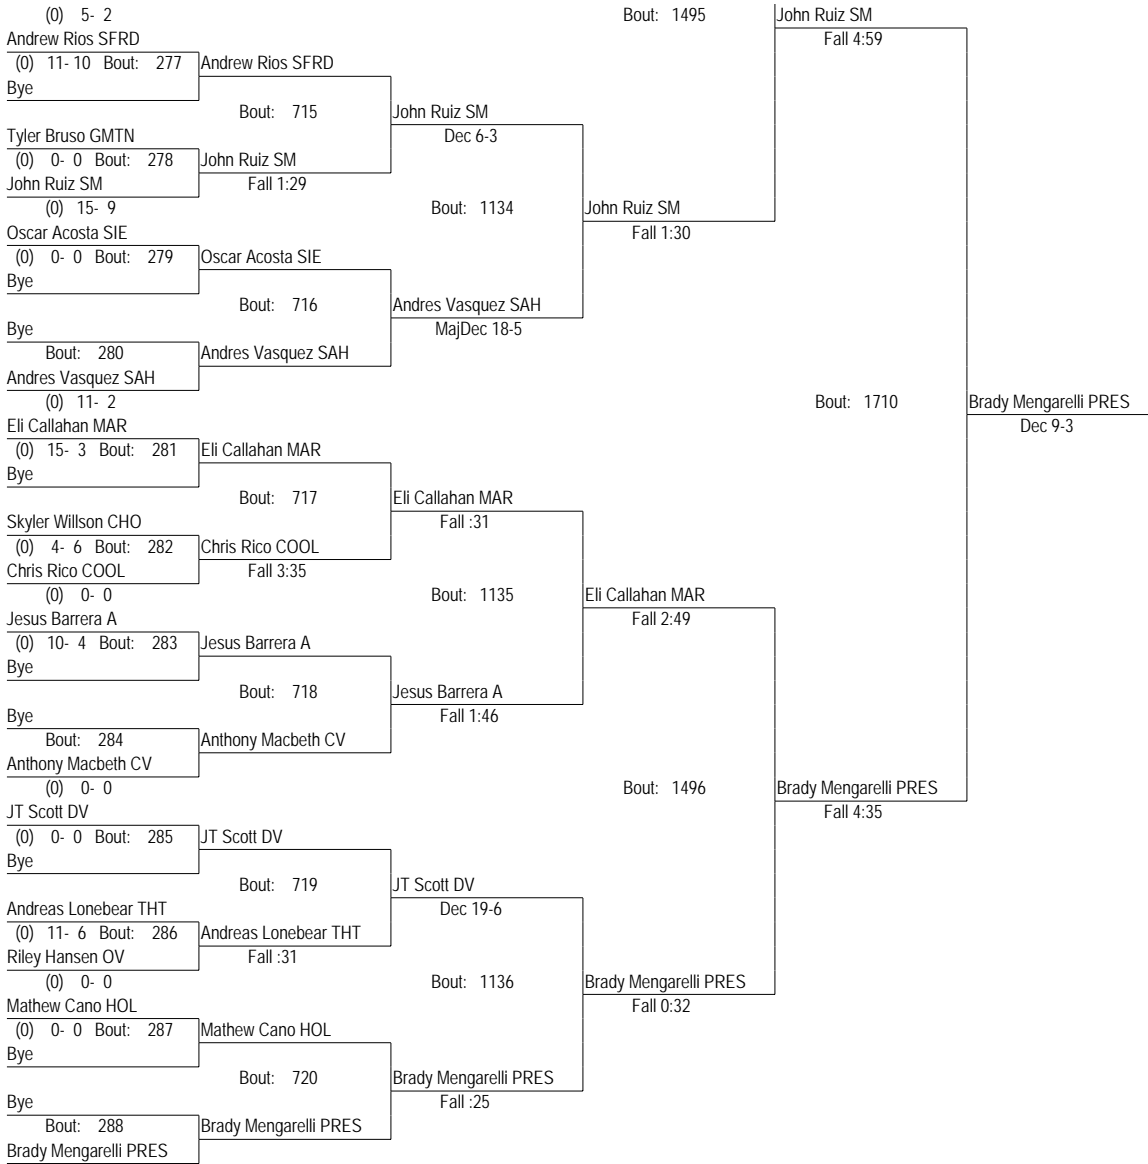 (0) 5- 2 Bout: 1495 John Ruiz SM
Andrew Rios SFRD Fall 4:59
(0) 11- 10 Bout: 277 Andrew Rios SFRD
Bye
Bout: 715 John Ruiz SM
Tyler Bruso GMTN Dec 6-3
(0) 0- 0 Bout: 278 John Ruiz SM
John Ruiz SM Fall 1:29
(0) 15- 9 Bout: 1134 John Ruiz SM
Oscar Acosta SIE Fall 1:30
(0) 0- 0 Bout: 279 Oscar Acosta SIE
Bye
Bout: 716 Andres Vasquez SAH
Bye MajDec 18-5
Bout: 280 Andres Vasquez SAH
Andres Vasquez SAH
(0) 11- 2 Bout: 1710 Brady Mengarelli PRES
Eli Callahan MAR Dec 9-3
(0) 15- 3 Bout: 281 Eli Callahan MAR
Bye
Bout: 717 Eli Callahan MAR
Skyler Willson CHO Fall :31
(0) 4- 6 Bout: 282 Chris Rico COOL
Chris Rico COOL Fall 3:35
(0) 0- 0 Bout: 1135 Eli Callahan MAR
Jesus Barrera A Fall 2:49
(0) 10- 4 Bout: 283 Jesus Barrera A
Bye
Bout: 718 Jesus Barrera A
Bye Fall 1:46
Bout: 284 Anthony Macbeth CV
Anthony Macbeth CV
(0) 0- 0 Bout: 1496 Brady Mengarelli PRES
JT Scott DV Fall 4:35
(0) 0- 0 Bout: 285 JT Scott DV
Bye
Bout: 719 JT Scott DV
Andreas Lonebear THT Dec 19-6
(0) 11- 6 Bout: 286 Andreas Lonebear THT
Riley Hansen OV Fall :31
(0) 0- 0 Bout: 1136 Brady Mengarelli PRES
Mathew Cano HOL Fall 0:32
(0) 0- 0 Bout: 287 Mathew Cano HOL
Bye
Bout: 720 Brady Mengarelli PRES
Bye Fall :25
Bout: 288 Brady Mengarelli PRES
Brady Mengarelli PRES